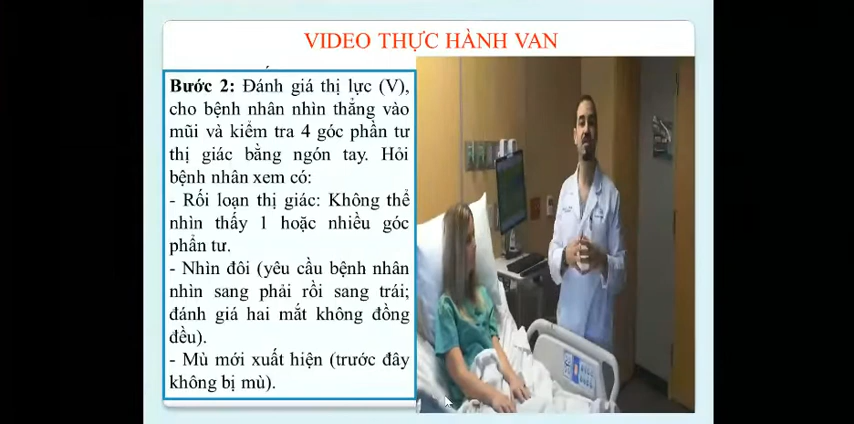 VIDEO THỰC HÀNH VAN
Bước 2: Đánh giá thị lực (V),
cho bệnh nhân nhìn thẳng vào
mũi và kiểm tra 4 góc phần tư
thị giác bằng ngón tay. Hỏi
bệnh nhân xem có:
- Rối loạn thị giác: Không thể
nhìn thấy 1 hoặc nhiều góc
phần tư.
- Nhìn đôi (yêu cầu bệnh nhân
nhìn sang phải rồi sang trái;
đánh giá hai mắt không đồng
đều).
- Mù mới xuất hiện (trước đây
không bị mù).